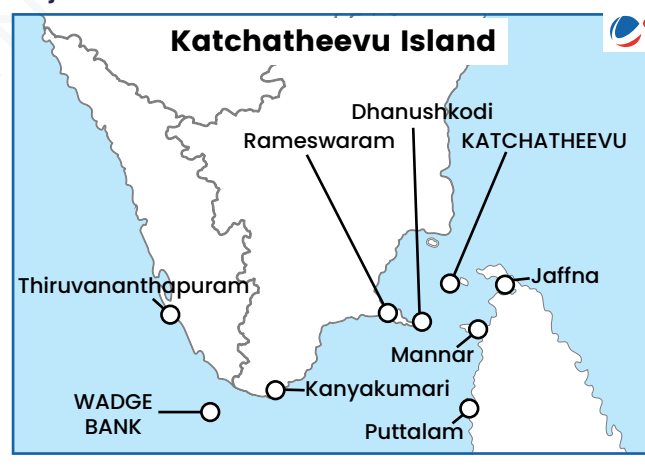 Katchatheevu Island
Dhanushkodi
Rameswaram
KATCHATHEEVU
Thiruvananthapuram
Jaffna
Mannar
Kanyakumari
WADGE
BANK
Puttalam